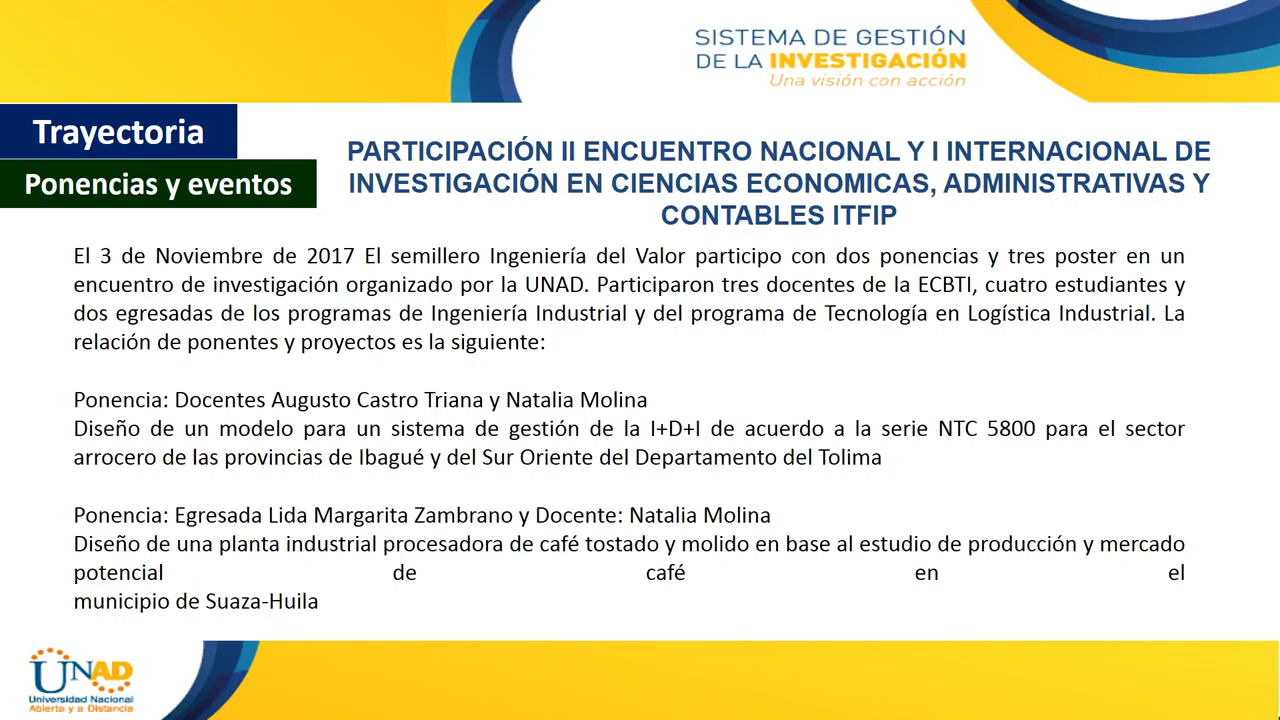 SISTEMA DE GESTIÓN
DE LA INVESTIGACIÓN
Una visión con acción
Trayectoria
Ponencias y eventos
PARTICIPACIÓN II ENCUENTRO NACIONAL Y I INTERNACIONAL DE
INVESTIGACIÓN EN CIENCIAS ECONOMICAS, ADMINISTRATIVAS Y
CONTABLES ITFIP
El 3 de Noviembre de 2017 El semillero Ingeniería del Valor participo con dos ponencias y tres poster en un
encuentro de investigación organizado por la UNAD. Participaron tres docentes de la ECBTI, cuatro estudiantes y
dos egresadas de los programas de Ingeniería Industrial y del programa de Tecnología en Logística Industrial. La
relación de ponentes y proyectos es la siguiente:
Ponencia: Docentes Augusto Castro Triana y Natalia Molina
Diseño de un modelo para un sistema de gestión de la I+D+I de acuerdo a la serie NTC 5800 para el sector
arrocero de las provincias de Ibagué y del Sur Oriente del Departamento del Tolima
Ponencia: Egresada Lida Margarita Zambrano y Docente: Natalia Molina
Diseño de una planta industrial procesadora de café tostado y molido en base al estudio de producción y mercado
potencial de café en el
municipio de Suaza-Huila
UNAD
Universidad Nacional
Abierta y a Distancia